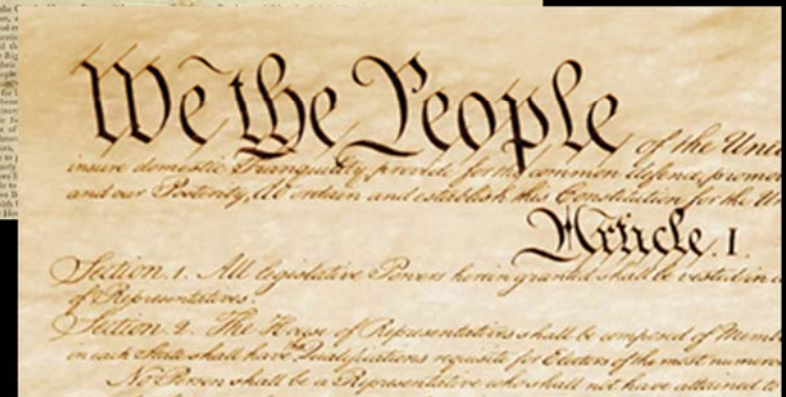 We the People of the Unit
insure domestic Tranquility, provide for the common defence, promo
and our Posterity, do ordain and establish this Constitution for the Un
Article. I.
Section. 1. All legislative Powers herein granted shall be vested in a
of Representatives.
Section. 2. The House of Representatives shall be composed of Memb
in each State shall have the Qualifications requisite for Electors of the most numero
No Person shall be a Representative who shall not have attained to